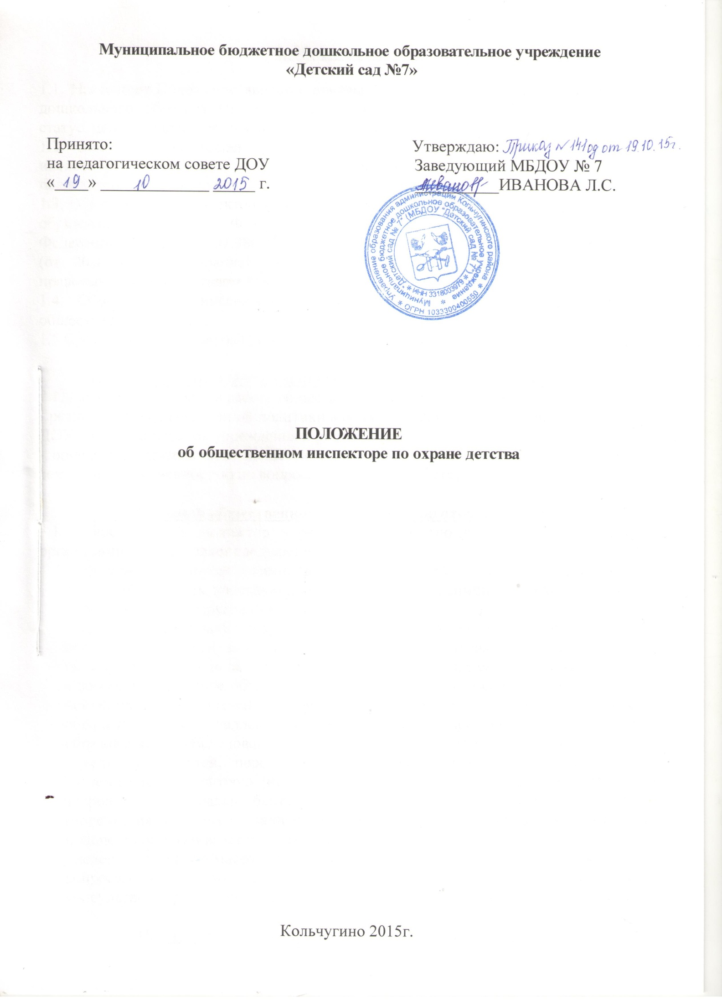 Муниципальное бюджетное дошкольное образовательное учреждение
«Детский сад №7»
Принято:
на педагогическом совете ДОУ
«19» 10 2015 г.
Утверждаю: Приказ №141од от 19.10.15г.
Заведующий МБДОУ № 7
ИВАНОВА Л.С.
Управление образования администрации Кольчугинского района * ОГРН 1033300400550 *
Муниципальное бюджетное дошкольное образовательное учреждение *
"Детский сад № 7" (МБДОУ "Детский сад № 7") * ИНН 3318003979 *
ПОЛОЖЕНИЕ
об общественном инспекторе по охране детства
Кольчугино 2015г.